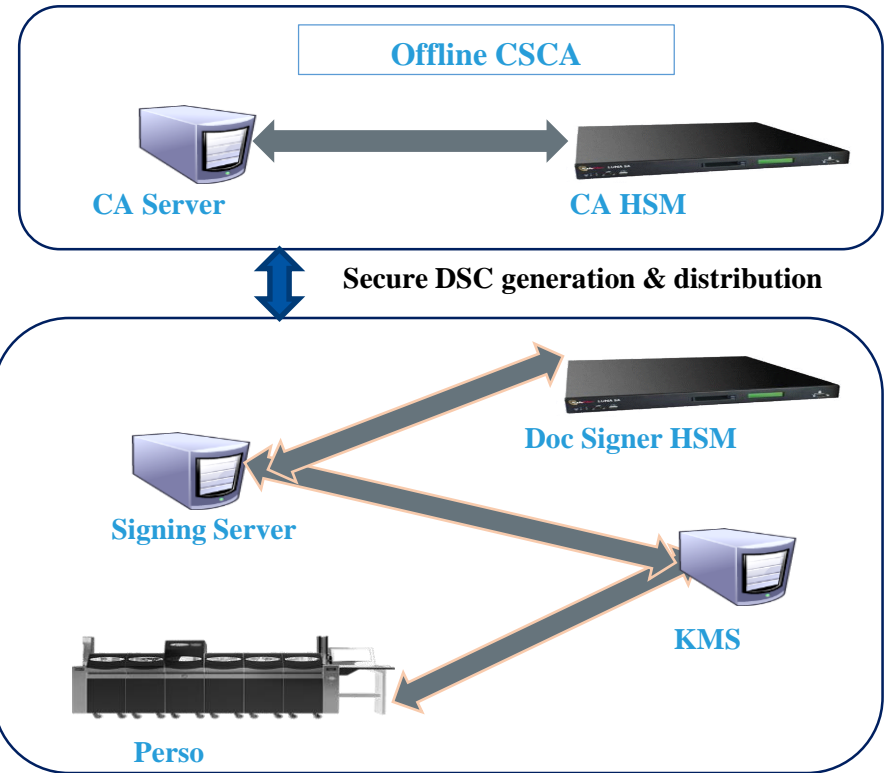 Offline CSCA
CA Server
CA HSM
Secure DSC generation & distribution
Doc Signer HSM
Signing Server
KMS
Perso